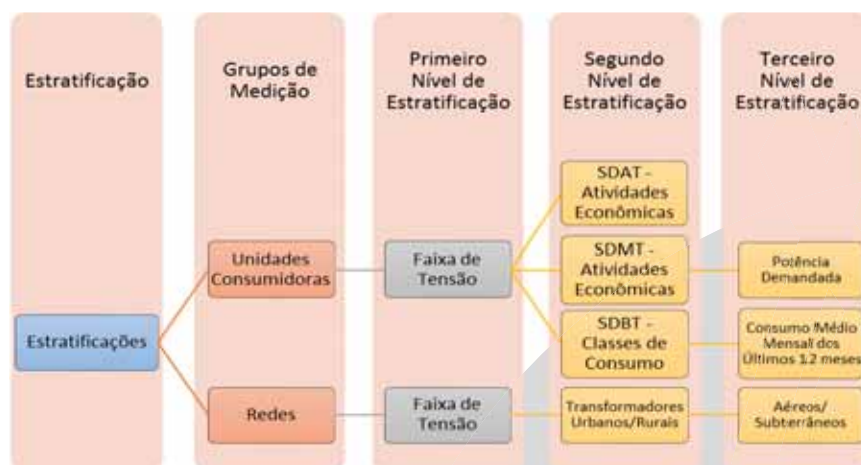 Estratificação
Grupos de
Medição
Primeiro
Nível de
Estratificação
Segundo
Nível de
Estratificação
Terceiro
Nível de
Estratificação
Estratificações
Unidades
Consumidoras
Redes
Faixa de
Tensão
Faixa de
Tensão
SDAT -
Atividades
Econômicas
SDMT -
Atividades
Econômicas
SDBT -
Classes de
Consumo
Transformadores
Urbanos/Rurais
Potência
Demandada
Consumo Médio
Mensal dos
Últimos 12 meses
Aéreos/
Subterrâneos